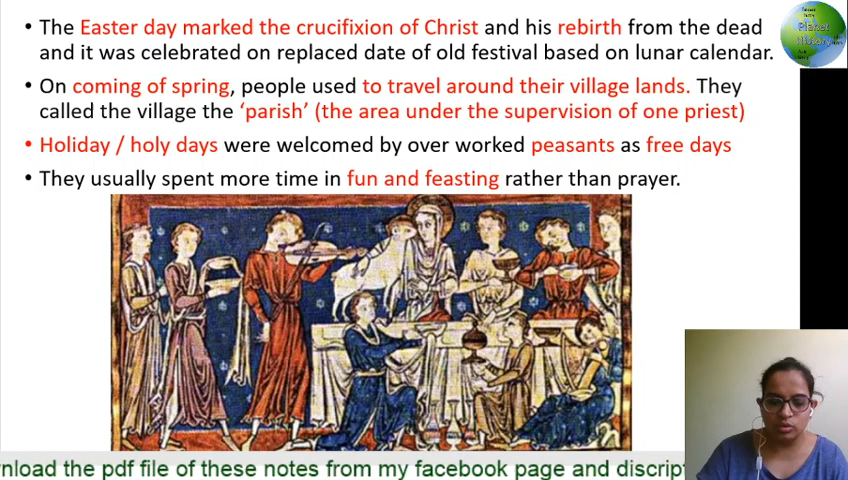 • The Easter day marked the crucifixion of Christ and his rebirth from the dead
and it was celebrated on replaced date of old festival based on lunar calendar.
• On coming of spring, people used to travel around their village lands. They
called the village the ‘parish’ (the area under the supervision of one priest)
• Holiday / holy days were welcomed by over worked peasants as free days
• They usually spent more time in fun and feasting rather than prayer.
Planet
History
nload the pdf file of these notes from my facebook page and discript